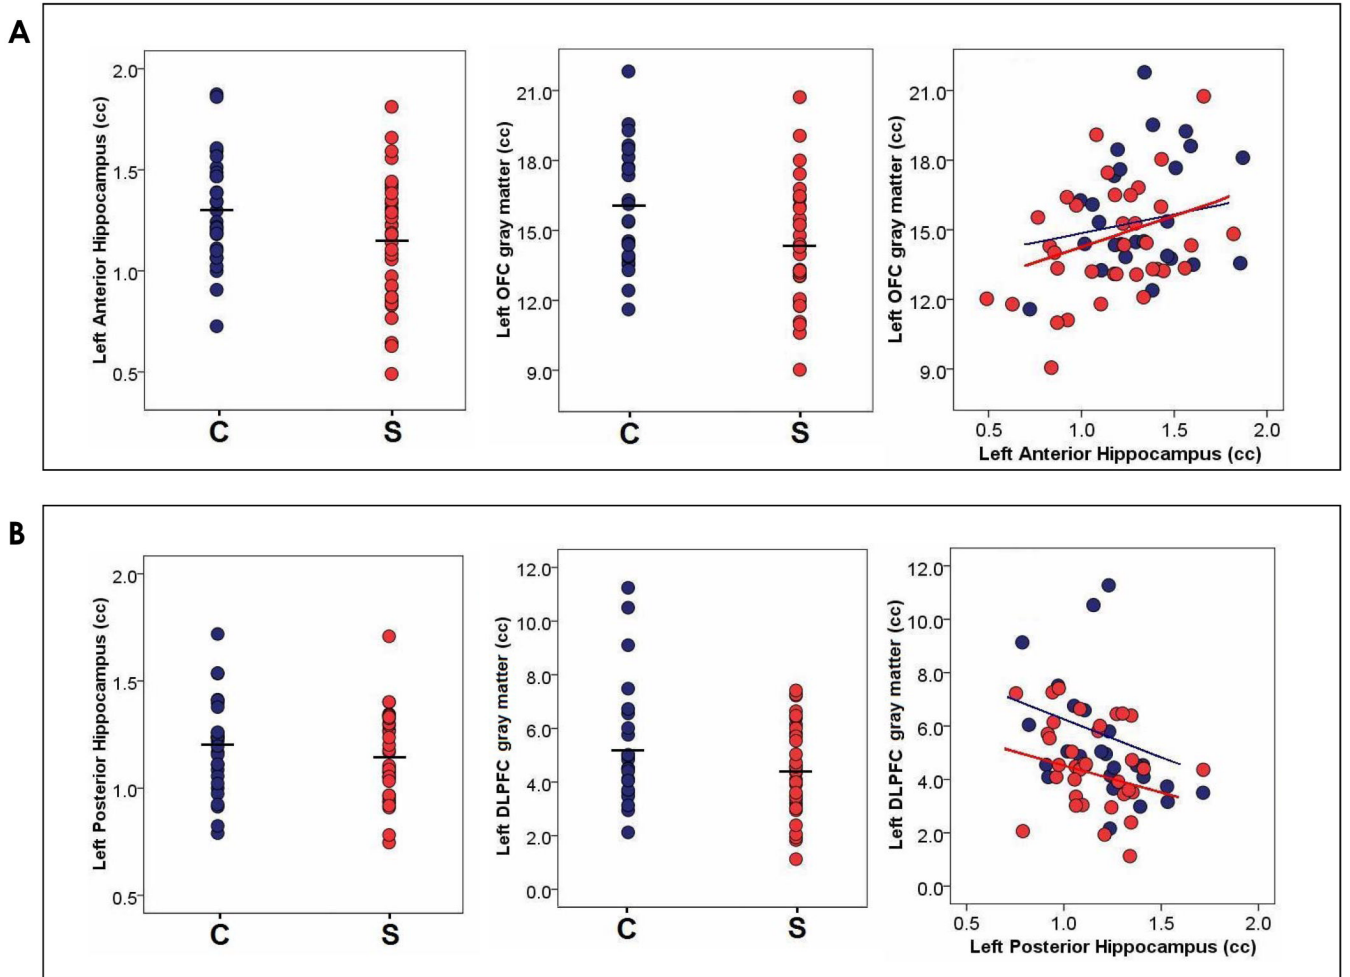 A
Left Anterior Hippocampus (cc)
2.0
1.5
1.0
0.5
C S
Left OFC gray matter (cc)
21.0
18.0
15.0
12.0
9.0
C S
Left OFC gray matter (cc)
21.0
18.0
15.0
12.0
9.0
0.5 1.0 1.5 2.0
Left Anterior Hippocampus (cc)
B
Left Posterior Hippocampus (cc)
2.0
1.5
1.0
0.5
C S
Left DLPFC gray matter (cc)
12.0
10.0
8.0
6.0
4.0
2.0
0.0
C S
Left DLPFC gray matter (cc)
12.0
10.0
8.0
6.0
4.0
2.0
0.0
0.5 1.0 1.5 2.0
Left Posterior Hippocampus (cc)